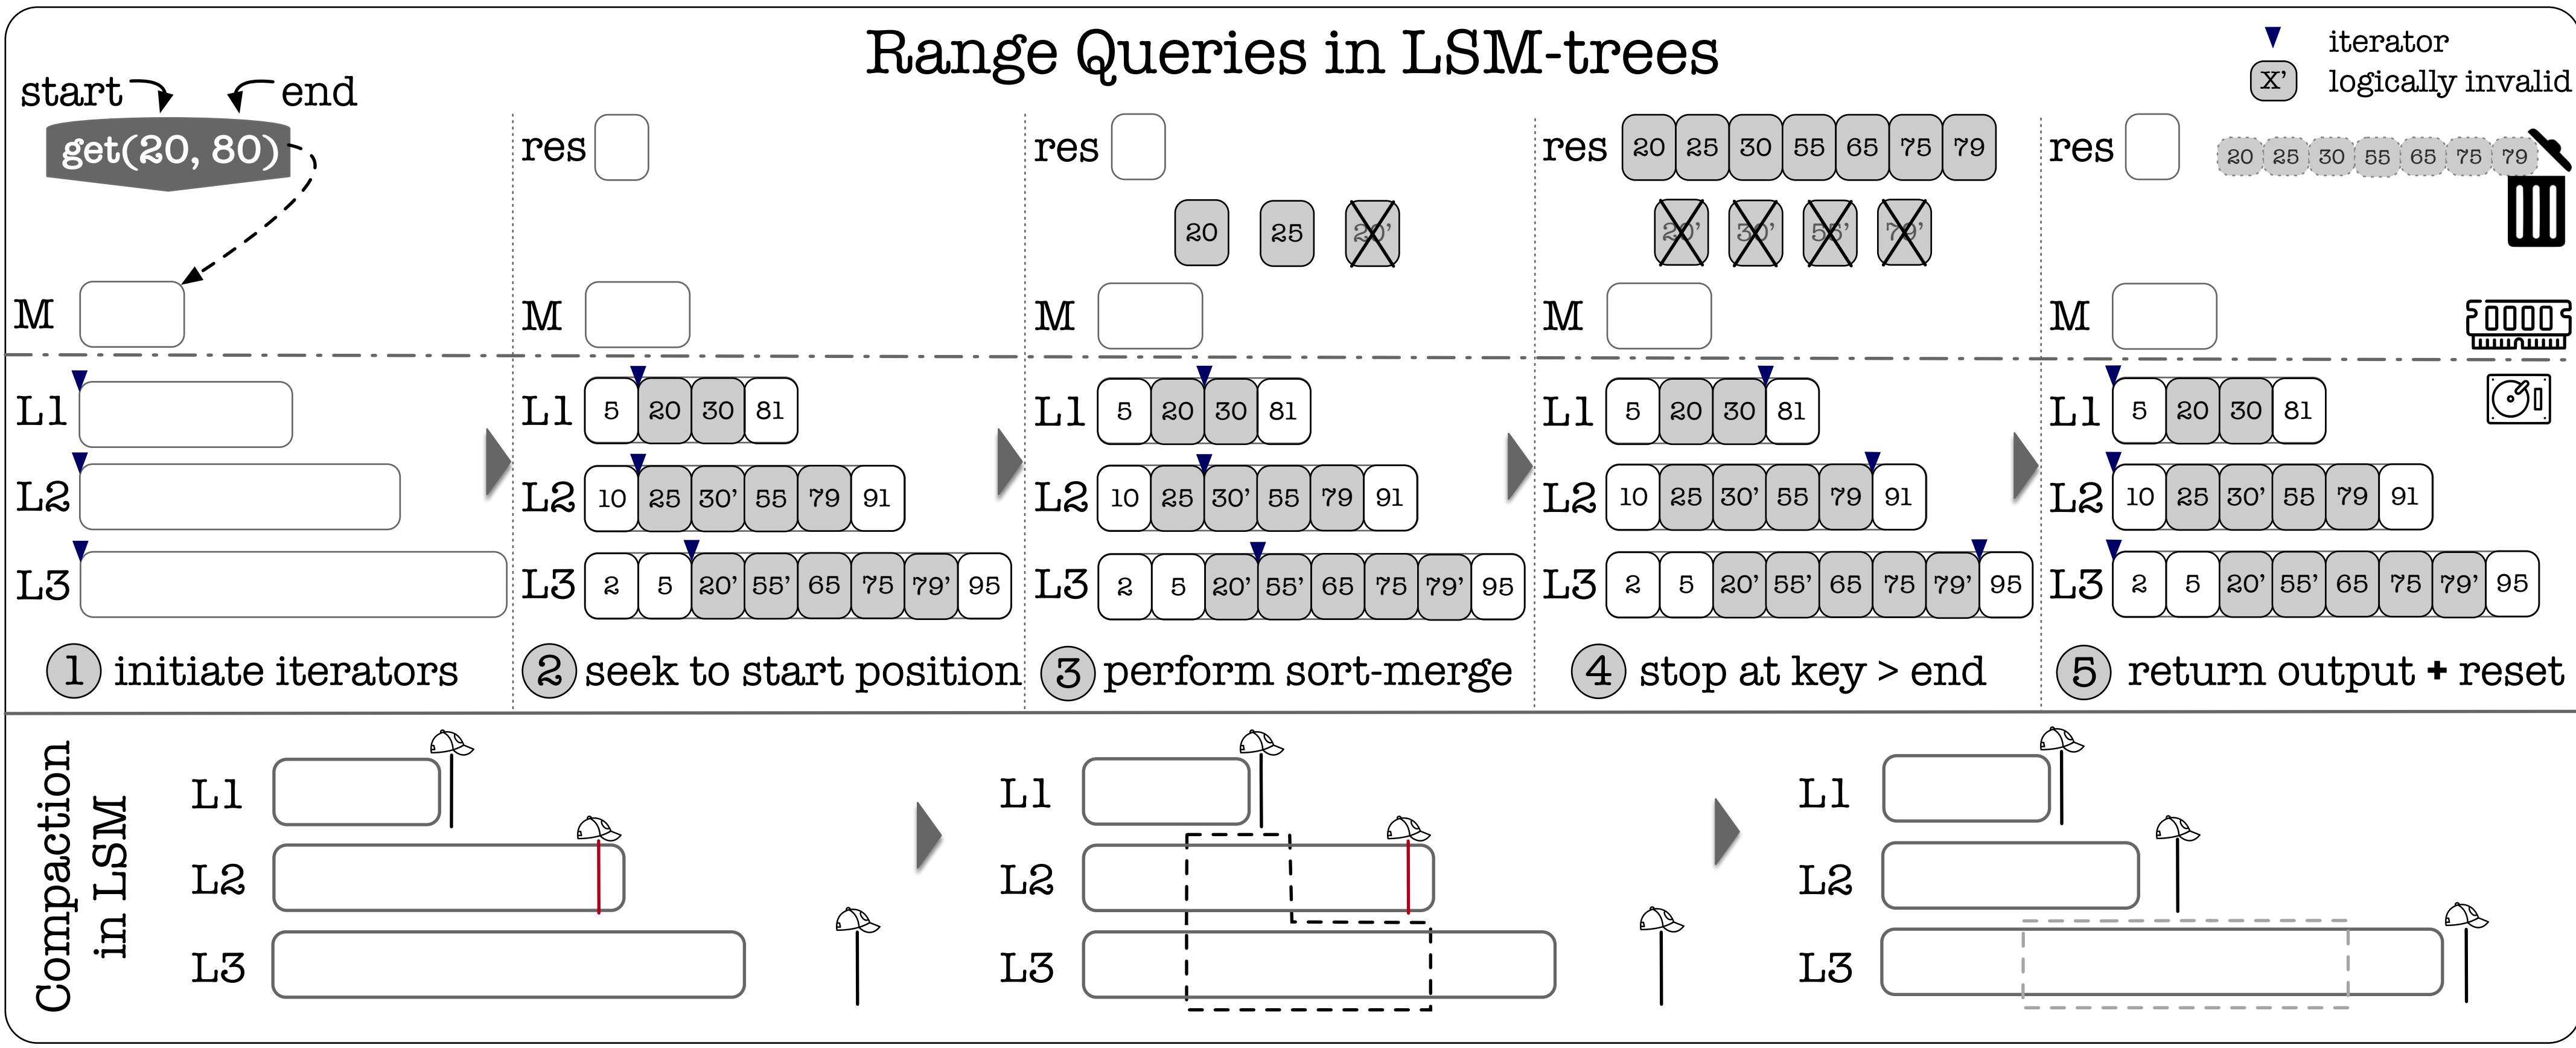 Range Queries in LSM-trees
iterator
X’ logically invalid
start end
get(20, 80)
M
L1
L2
L3
1 initiate iterators
res
M
L1 5 20 30 81
L2 10 25 30’ 55 79 91
L3 2 5 20’ 55’ 65 75 79’ 95
2 seek to start position
res
20 25 20’
M
L1 5 20 30 81
L2 10 25 30’ 55 79 91
L3 2 5 20’ 55’ 65 75 79’ 95
3 perform sort-merge
res 20 25 30 55 65 75 79
20’ 30’ 55’ 79’
M
L1 5 20 30 81
L2 10 25 30’ 55 79 91
L3 2 5 20’ 55’ 65 75 79’ 95
4 stop at key > end
res 20 25 30 55 65 75 79
M
L1 5 20 30 81
L2 10 25 30’ 55 79 91
L3 2 5 20’ 55’ 65 75 79’ 95
5 return output + reset
Compaction
in LSM
L1
L2
L3
L1
L2
L3
L1
L2
L3